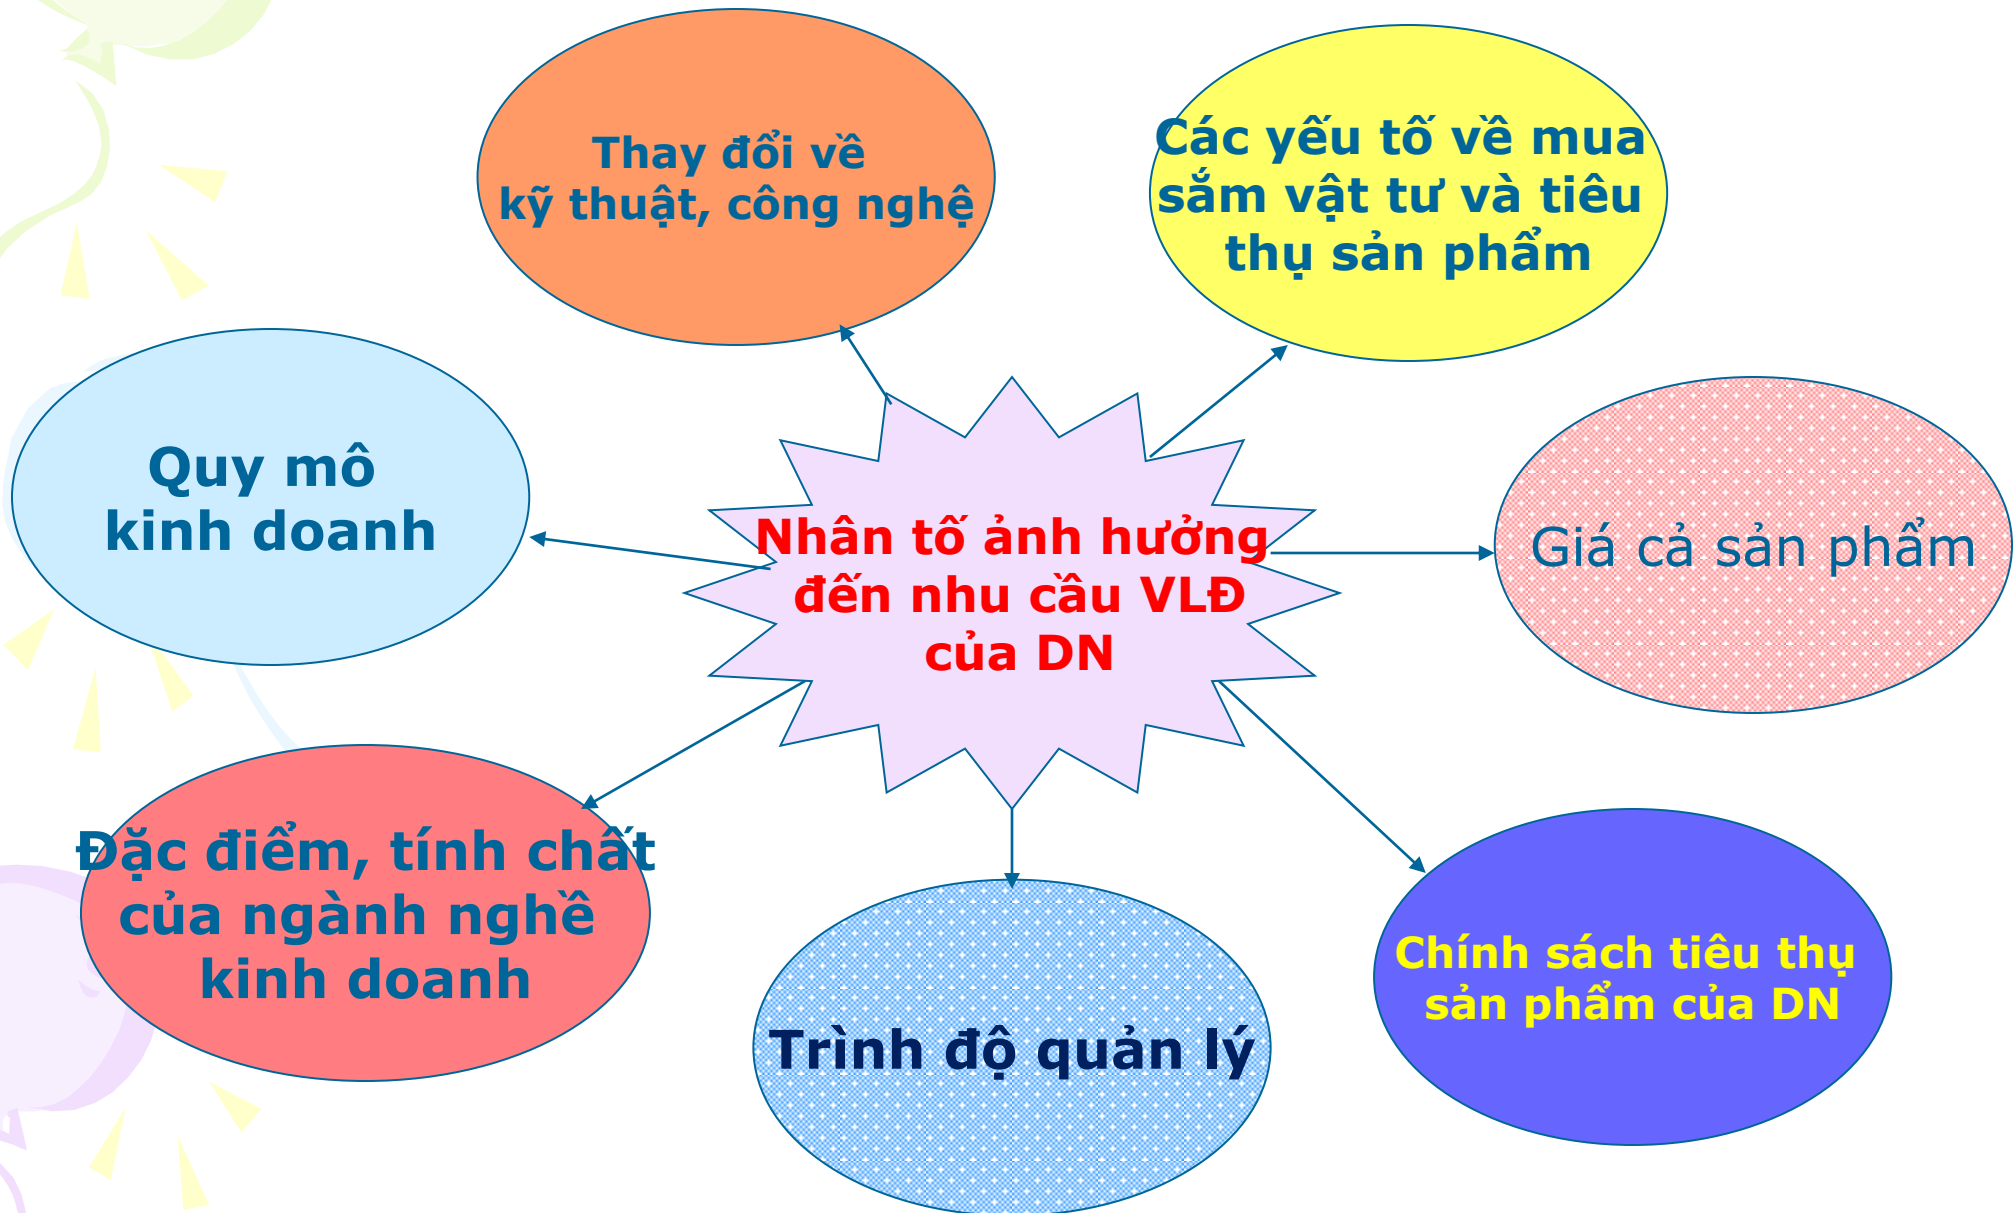 Thay đổi về
kỹ thuật, công nghệ
Các yếu tố về mua
sắm vật tư và tiêu
thụ sản phẩm
Quy mô
kinh doanh
Nhân tố ảnh hưởng
đến nhu cầu VLĐ
của DN
Giá cả sản phẩm
Đặc điểm, tính chất
của ngành nghề
kinh doanh
Trình độ quản lý
Chính sách tiêu thụ
sản phẩm của DN